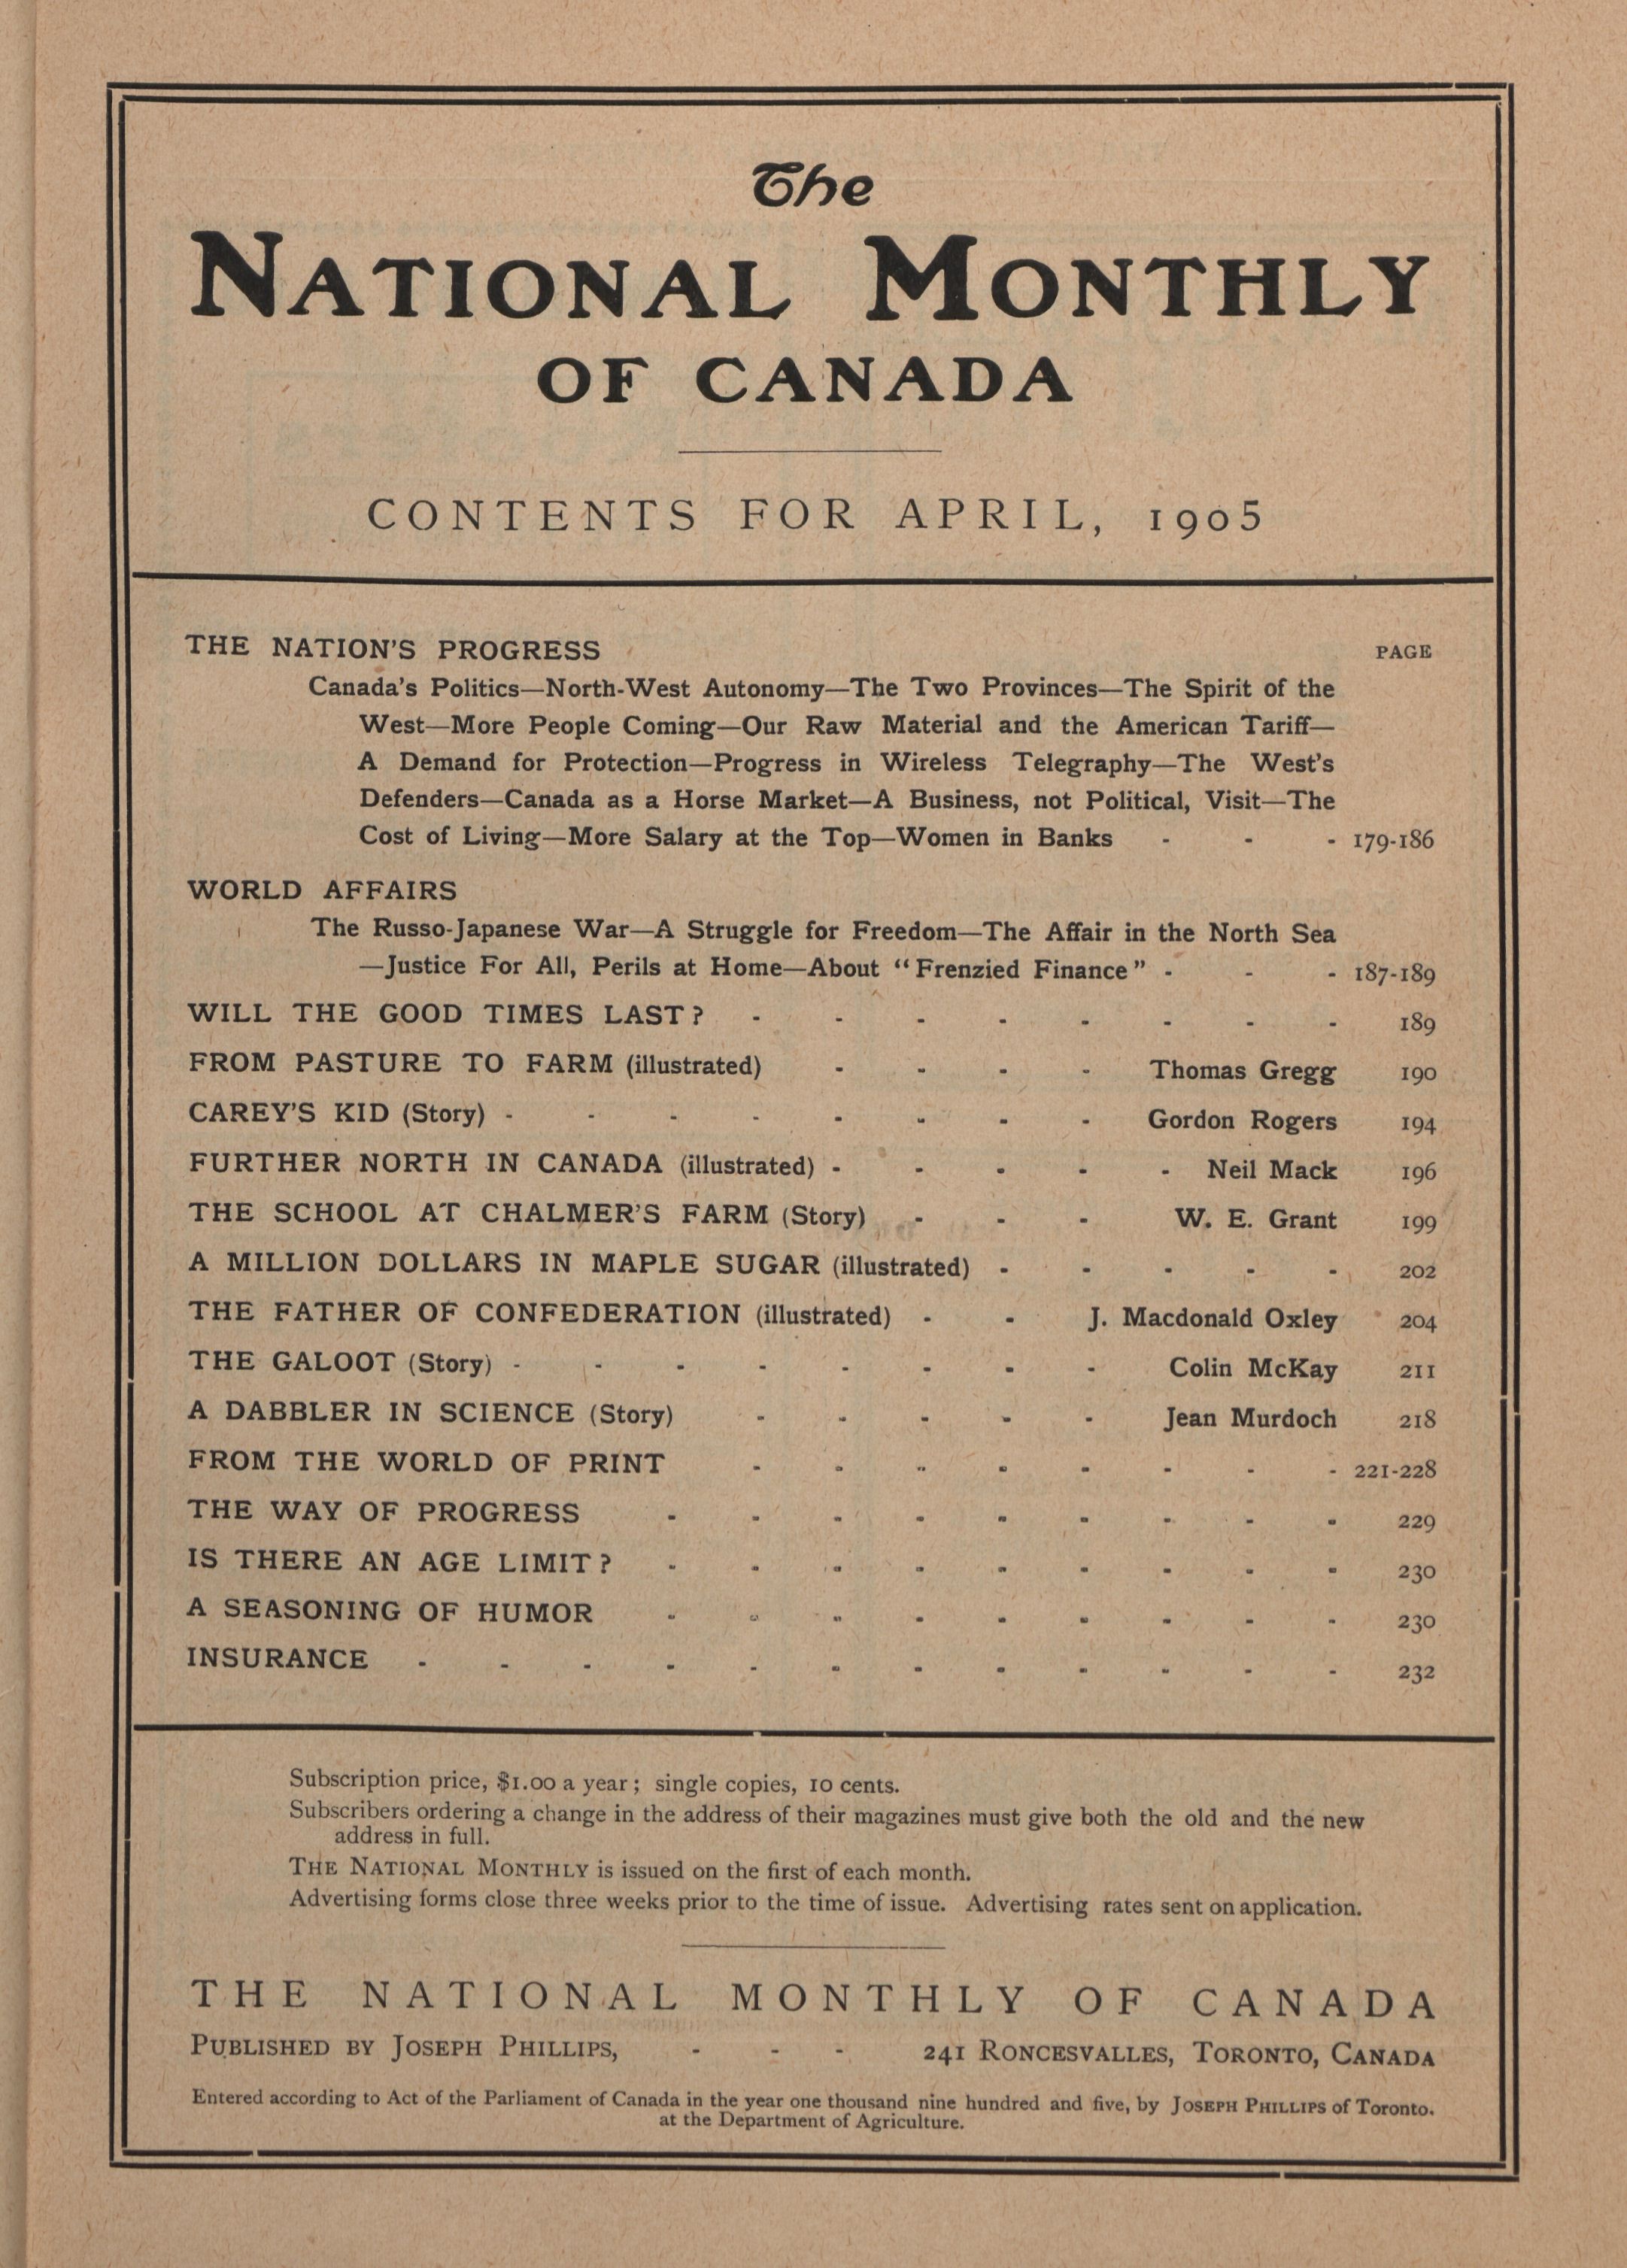 The
NATIONAL MONTHLY
OF CANADA
CONTENTS FOR APRIL, 1905
THE NATION'S PROGRESS PAGE
Canada's Politics—North-West Autonomy—The Two Provinces—The Spirit of the
West—More People Coming—Our Raw Material and the American Tariff—
A Demand for Protection—Progress in Wireless Telegraphy—The West's
Defenders—Canada as a Horse Market—A Business, not Political, Visit—The
Cost of Living—More Salary at the Top—Women in Banks - - - 179-186
WORLD AFFAIRS
The Russo-Japanese War—A Struggle for Freedom—The Affair in the North Sea
—Justice For All, Perils at Home—About "Frenzied Finance" - - - 187-189
WILL THE GOOD TIMES LAST? - - - - - - - - 189
FROM PASTURE TO FARM (illustrated) - - - - Thomas Gregg 190
CAREY'S KID (Story) - - - - - - - - Gordon Rogers 194
FURTHER NORTH IN CANADA (illustrated) - - - - - Neil Mack 196
THE SCHOOL AT CHALMER'S FARM (Story) - - - W. E. Grant 199
A MILLION DOLLARS IN MAPLE SUGAR (illustrated) - - - - - 202
THE FATHER OF CONFEDERATION (illustrated) - - J. Macdonald Oxley 204
THE GALOOT (Story) - - - - - - - - Colin McKay 211
A DABBLER IN SCIENCE (Story) - - - - - Jean Murdoch 218
FROM THE WORLD OF PRINT - - - - - - - - 221-228
THE WAY OF PROGRESS - - - - - - - - - 229
IS THERE AN AGE LIMIT? - - - - - - - - - 230
A SEASONING OF HUMOR - - - - - - - - - 230
INSURANCE - - - - - - - - - - - - 232
Subscription price, $1.00 a year; single copies, 10 cents.
Subscribers ordering a change in the address of their magazines must give both the old and the new
address in full.
THE NATIONAL MONTHLY is issued on the first of each month.
Advertising forms close three weeks prior to the time of issue. Advertising rates sent on application.
THE NATIONAL MONTHLY OF CANADA
PUBLISHED BY JOSEPH PHILLIPS, - - - 241 RONCESVALLES, TORONTO, CANADA
Entered according to Act of the Parliament of Canada in the year one thousand nine hundred and five, by JOSEPH PHILLIPS of Toronto.
at the Department of Agriculture.